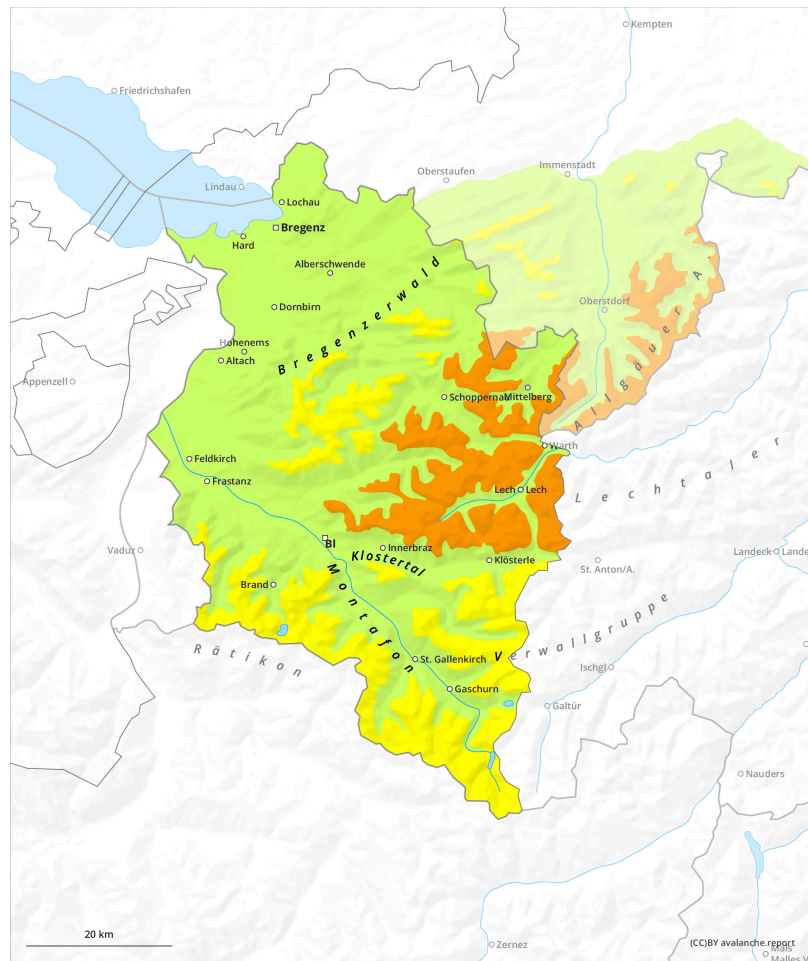 Kempten
Friedrichshafen
Immenstadt
Oberstaufen
Lindau
Lochau
Bregenz
Hard
Alberschwende
Oberstdorf
Dornbirn
Bregenzerwald
Hohenems
Altach
Appenzell
Allgäuer A.
Schoppernau
Mittelberg
Warth
Feldkirch
Frastanz
Lech
Lech
Lechtaler
Bl
Innerbraz
Klostertal
Klösterle
Vaduz
Landeck
Lande
St. Anton/A.
Brand
Montafon
Verwallgruppe
Rätikon
St. Gallenkirch
Ischgl
Gaschurn
Galtür
Nauders
20 km
Zernez
(CC)BY avalanche.report
Mals
Malles V